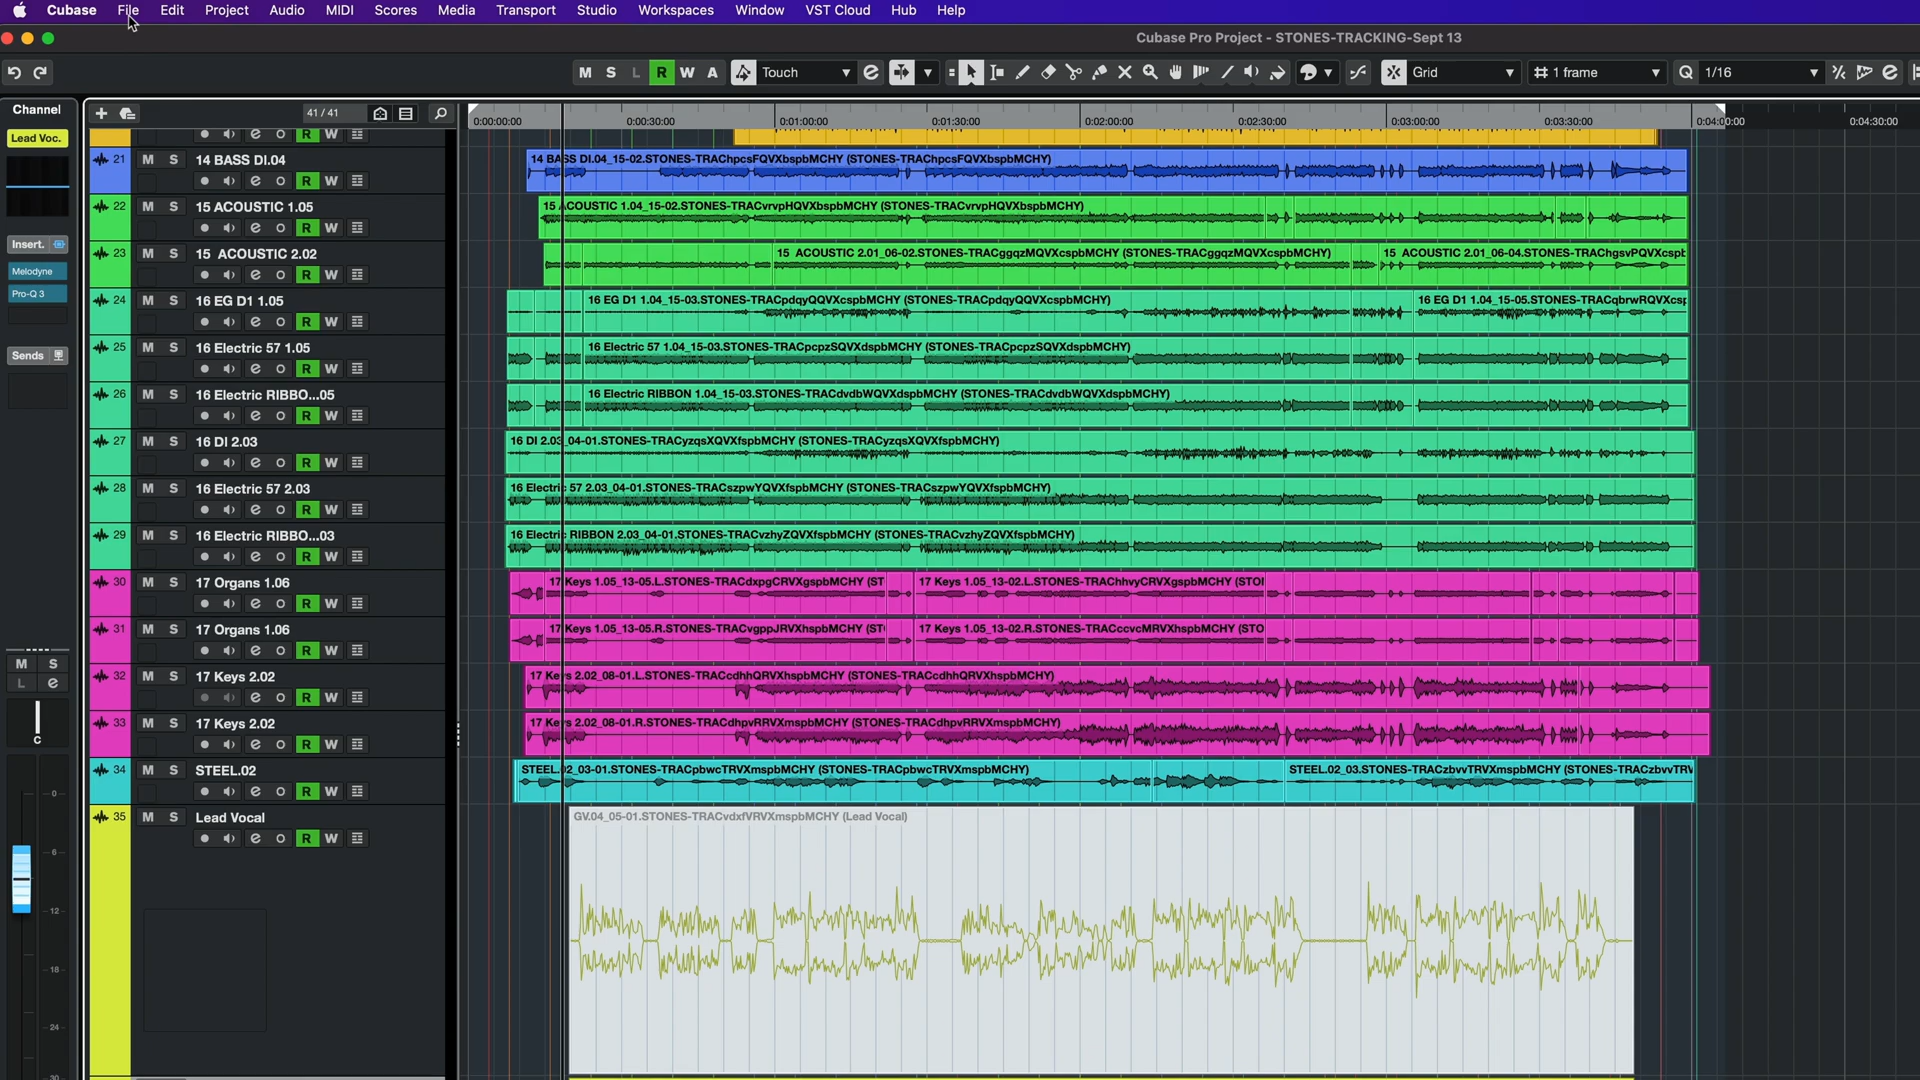 Cubase File Edit Project Audio MIDI Scores Media Transport Studio Workspaces Window VST Cloud Hub Help
Cubase Pro Project - STONES-TRACKING-Sept 13
M S L R W A Touch Grid 1 frame Q 1/16
Channel
41 / 41
0:00:00:00 0:00:30:00 0:01:00:00 0:01:30:00 0:02:00:00 0:02:30:00 0:03:00:00 0:03:30:00 0:04:00:00 0:04:30:00
Lead Voc.
R W
21 M S 14 BASS DI.04
R W
14 BASS DI.04_15-02.STONES-TRAChpcsFQVXbspbMCHY (STONES-TRAChpcsFQVXbspbMCHY)
22 M S 15 ACOUSTIC 1.05
R W
15 ACOUSTIC 1.04_15-02.STONES-TRACvrvpHQVXbspbMCHY (STONES-TRACvrvpHQVXbspbMCHY)
Insert.
Melodyne
Pro-Q 3
23 M S 15 ACOUSTIC 2.02
R W
15 ACOUSTIC 2.01_06-02.STONES-TRACggqzMQVXcspbMCHY (STONES-TRACggqzMQVXcspbMCHY)
15 ACOUSTIC 2.01_06-04.STONES-TRAChgsvPQVXcspb
24 M S 16 EG D1 1.05
R W
16 EG D1 1.04_15-03.STONES-TRACpdqyQQVXcspbMCHY (STONES-TRACpdqyQQVXcspbMCHY)
16 EG D1 1.04_15-05.STONES-TRACqbrwRQVXcsp
Sends
25 M S 16 Electric 57 1.05
R W
16 Electric 57 1.04_15-03.STONES-TRACpcpzSQVXdspbMCHY (STONES-TRACpcpzSQVXdspbMCHY)
26 M S 16 Electric RIBBO...05
R W
16 Electric RIBBON 1.04_15-03.STONES-TRACdvdbWQVXdspbMCHY (STONES-TRACdvdbWQVXdspbMCHY)
27 M S 16 DI 2.03
R W
16 DI 2.03_04-01.STONES-TRACyzqsXQVXfspbMCHY (STONES-TRACyzqsXQVXfspbMCHY)
28 M S 16 Electric 57 2.03
R W
16 Electric 57 2.03_04-01.STONES-TRACszpwYQVXfspbMCHY (STONES-TRACszpwYQVXfspbMCHY)
29 M S 16 Electric RIBBO...03
R W
16 Electric RIBBON 2.03_04-01.STONES-TRACvzhyZQVXfspbMCHY (STONES-TRACvzhyZQVXfspbMCHY)
30 M S 17 Organs 1.06
R W
17 Keys 1.05_13-05.L.STONES-TRACdxpgCRVXgspbMCHY (ST
17 Keys 1.05_13-02.L.STONES-TRAChhvyCRVXgspbMCHY (STO
31 M S 17 Organs 1.06
R W
17 Keys 1.05_13-05.R.STONES-TRACvgppJRVXhspbMCHY (ST
17 Keys 1.05_13-02.R.STONES-TRACccvcMRVXhspbMCHY (STO
M S
L e
32 M S 17 Keys 2.02
R W
17 Keys 2.02_08-01.L.STONES-TRACcdhhQRVXhspbMCHY (STONES-TRACcdhhQRVXhspbMCHY)
C
33 M S 17 Keys 2.02
R W
17 Keys 2.02_08-01.R.STONES-TRACdhpvRRVXmspbMCHY (STONES-TRACdhpvRRVXmspbMCHY)
34 M S STEEL.02
R W
STEEL.02_03-01.STONES-TRACpbwcTRVXmspbMCHY (STONES-TRACpbwcTRVXmspbMCHY)
STEEL.02_03.STONES-TRACzbvvTRVXmspbMCHY (STONES-TRACzbvvTRV
35 M S Lead Vocal
R W
GV.04_05-01.STONES-TRACvdxfVRVXmspbMCHY (Lead Vocal)
0
-6
-12
-18
-24
-30